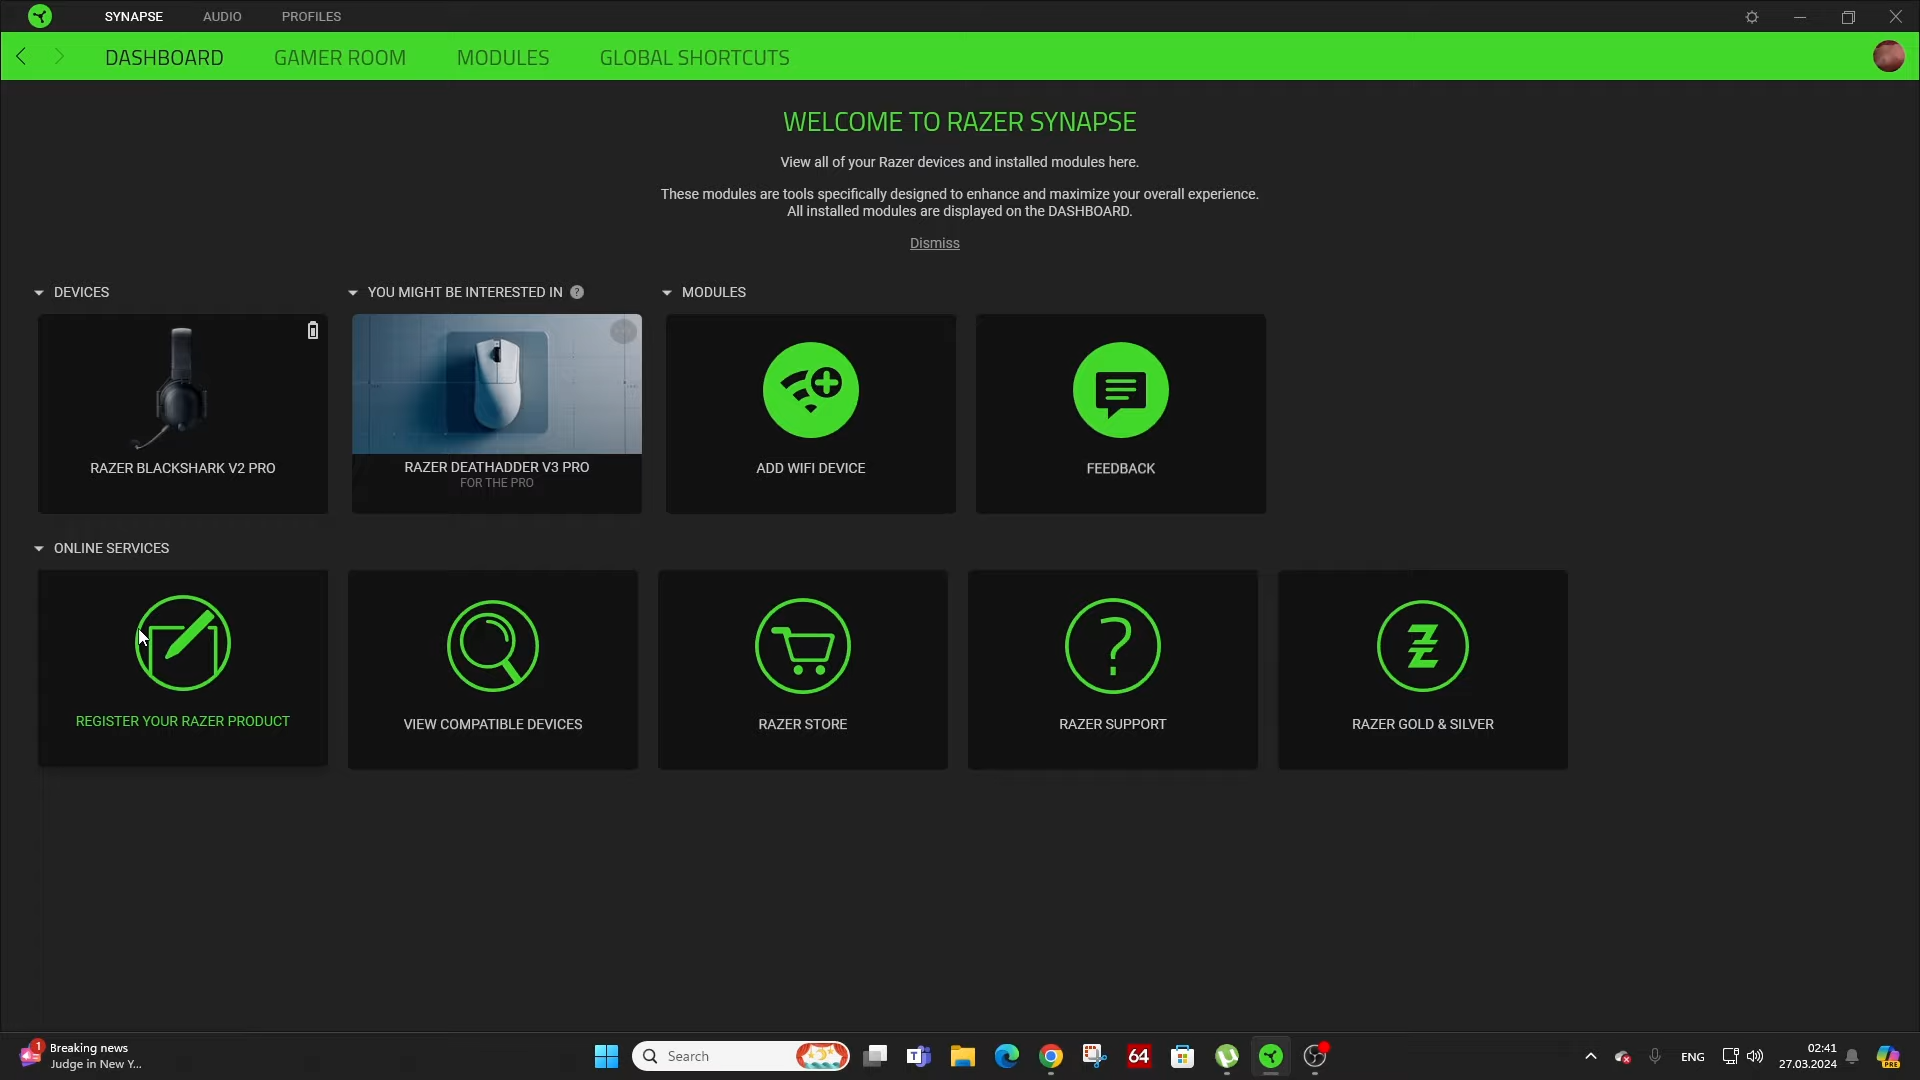 SYNAPSE AUDIO PROFILES
DASHBOARD GAMER ROOM MODULES GLOBAL SHORTCUTS
WELCOME TO RAZER SYNAPSE
View all of your Razer devices and installed modules here.
These modules are tools specifically designed to enhance and maximize your overall experience.
All installed modules are displayed on the DASHBOARD.
Dismiss
DEVICES
RAZER BLACKSHARK V2 PRO
YOU MIGHT BE INTERESTED IN ?
RAZER DEATHADDER V3 PRO
FOR THE PRO
MODULES
ADD WIFI DEVICE
FEEDBACK
ONLINE SERVICES
REGISTER YOUR RAZER PRODUCT
VIEW COMPATIBLE DEVICES
RAZER STORE
RAZER SUPPORT
RAZER GOLD & SILVER
1
Breaking news
Judge in New Y...
Search
64
ENG
02:41
27.03.2024
PRE